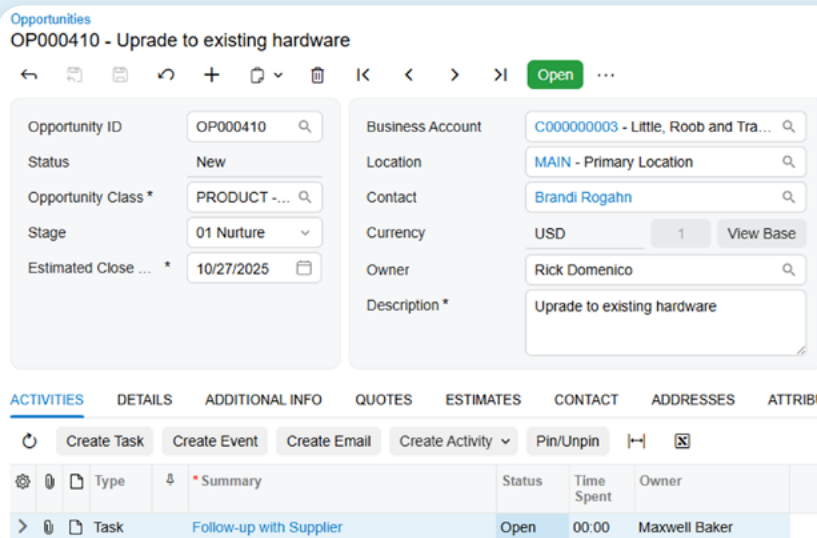 Opportunities
OP000410 - Uprade to existing hardware
Open ...
Opportunity ID OP000410
Status New
Opportunity Class * PRODUCT -...
Stage 01 Nurture
Estimated Close ... * 10/27/2025
Business Account C000000003 - Little, Roob and Tra...
Location MAIN - Primary Location
Contact Brandi Rogahn
Currency USD 1 View Base
Owner Rick Domenico
Description * Uprade to existing hardware
ACTIVITIES DETAILS ADDITIONAL INFO QUOTES ESTIMATES CONTACT ADDRESSES ATTRIBU
Create Task Create Event Create Email Create Activity Pin/Unpin
Type * Summary Status Time Spent Owner
Task Follow-up with Supplier Open 00:00 Maxwell Baker